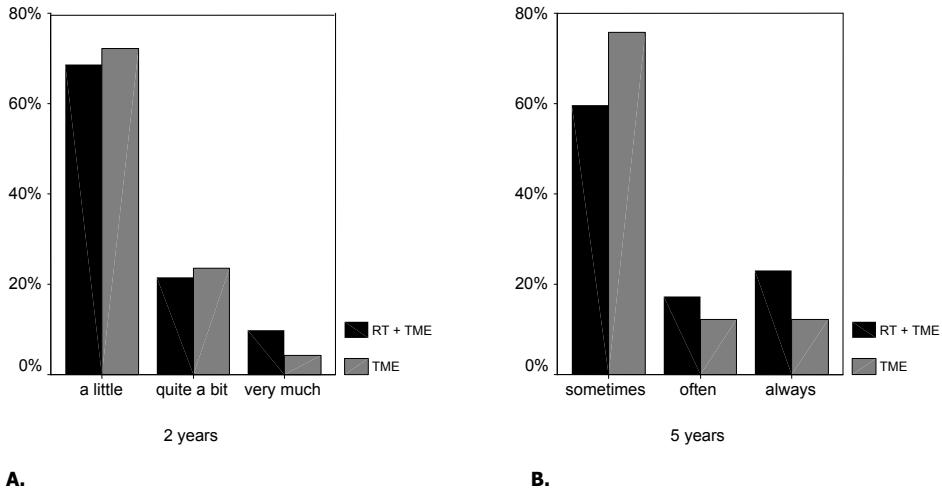 80%
60%
40%
20%
0%
a little
quite a bit
very much
2 years
RT + TME
TME
A.
80%
60%
40%
20%
0%
sometimes
often
always
5 years
RT + TME
TME
B.